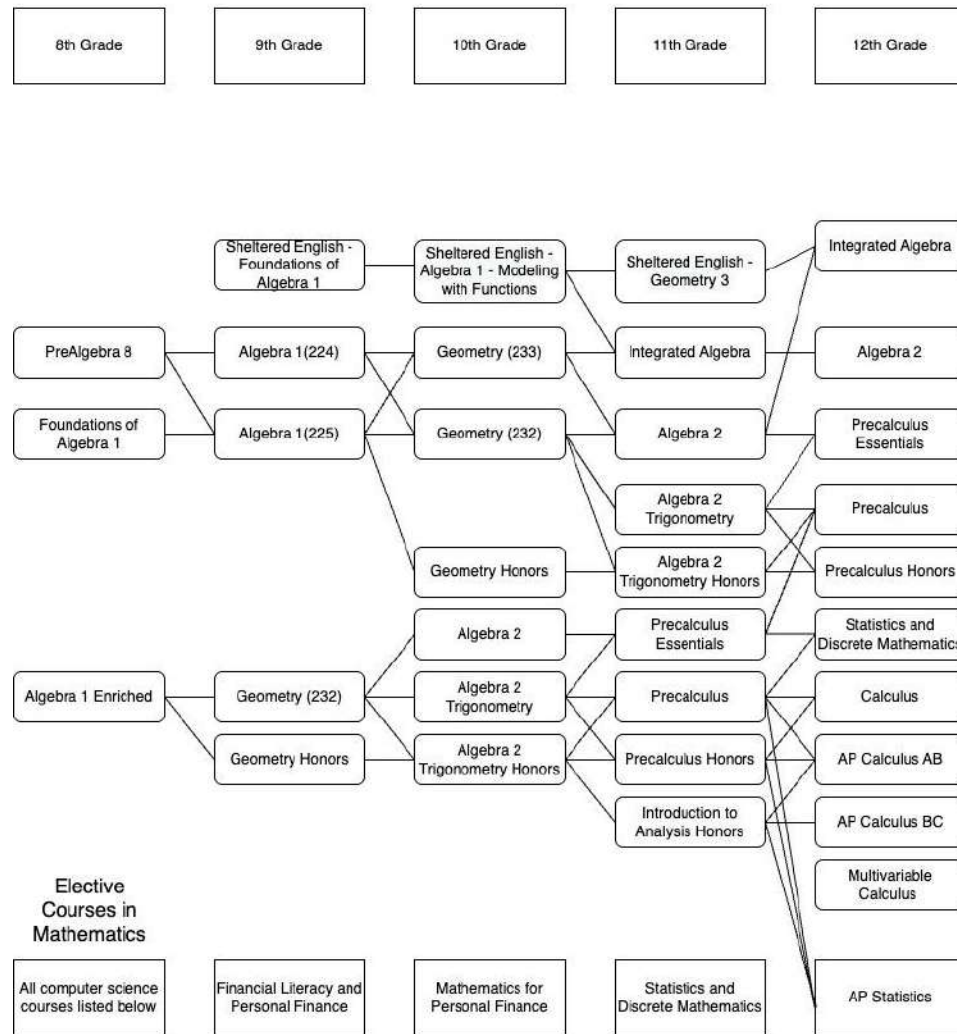 8th Grade
9th Grade
10th Grade
11th Grade
12th Grade
Sheltered English -
Foundations of
Algebra 1
Sheltered English -
Algebra 1 - Modeling
with Functions
Sheltered English -
Geometry 3
Integrated Algebra
PreAlgebra 8
Algebra 1(224)
Geometry (233)
Integrated Algebra
Algebra 2
Foundations of
Algebra 1
Algebra 1(225)
Geometry (232)
Algebra 2
Precalculus
Essentials
Algebra 2
Trigonometry
Precalculus
Geometry Honors
Algebra 2
Trigonometry Honors
Precalculus Honors
Algebra 2
Precalculus
Essentials
Statistics and
Discrete Mathematics
Algebra 1 Enriched
Geometry (232)
Algebra 2
Trigonometry
Precalculus
Calculus
Geometry Honors
Algebra 2
Trigonometry Honors
Precalculus Honors
AP Calculus AB
Introduction to
Analysis Honors
AP Calculus BC
Multivariable
Calculus
Elective
Courses in
Mathematics
All computer science
courses listed below
Financial Literacy and
Personal Finance
Mathematics for
Personal Finance
Statistics and
Discrete Mathematics
AP Statistics